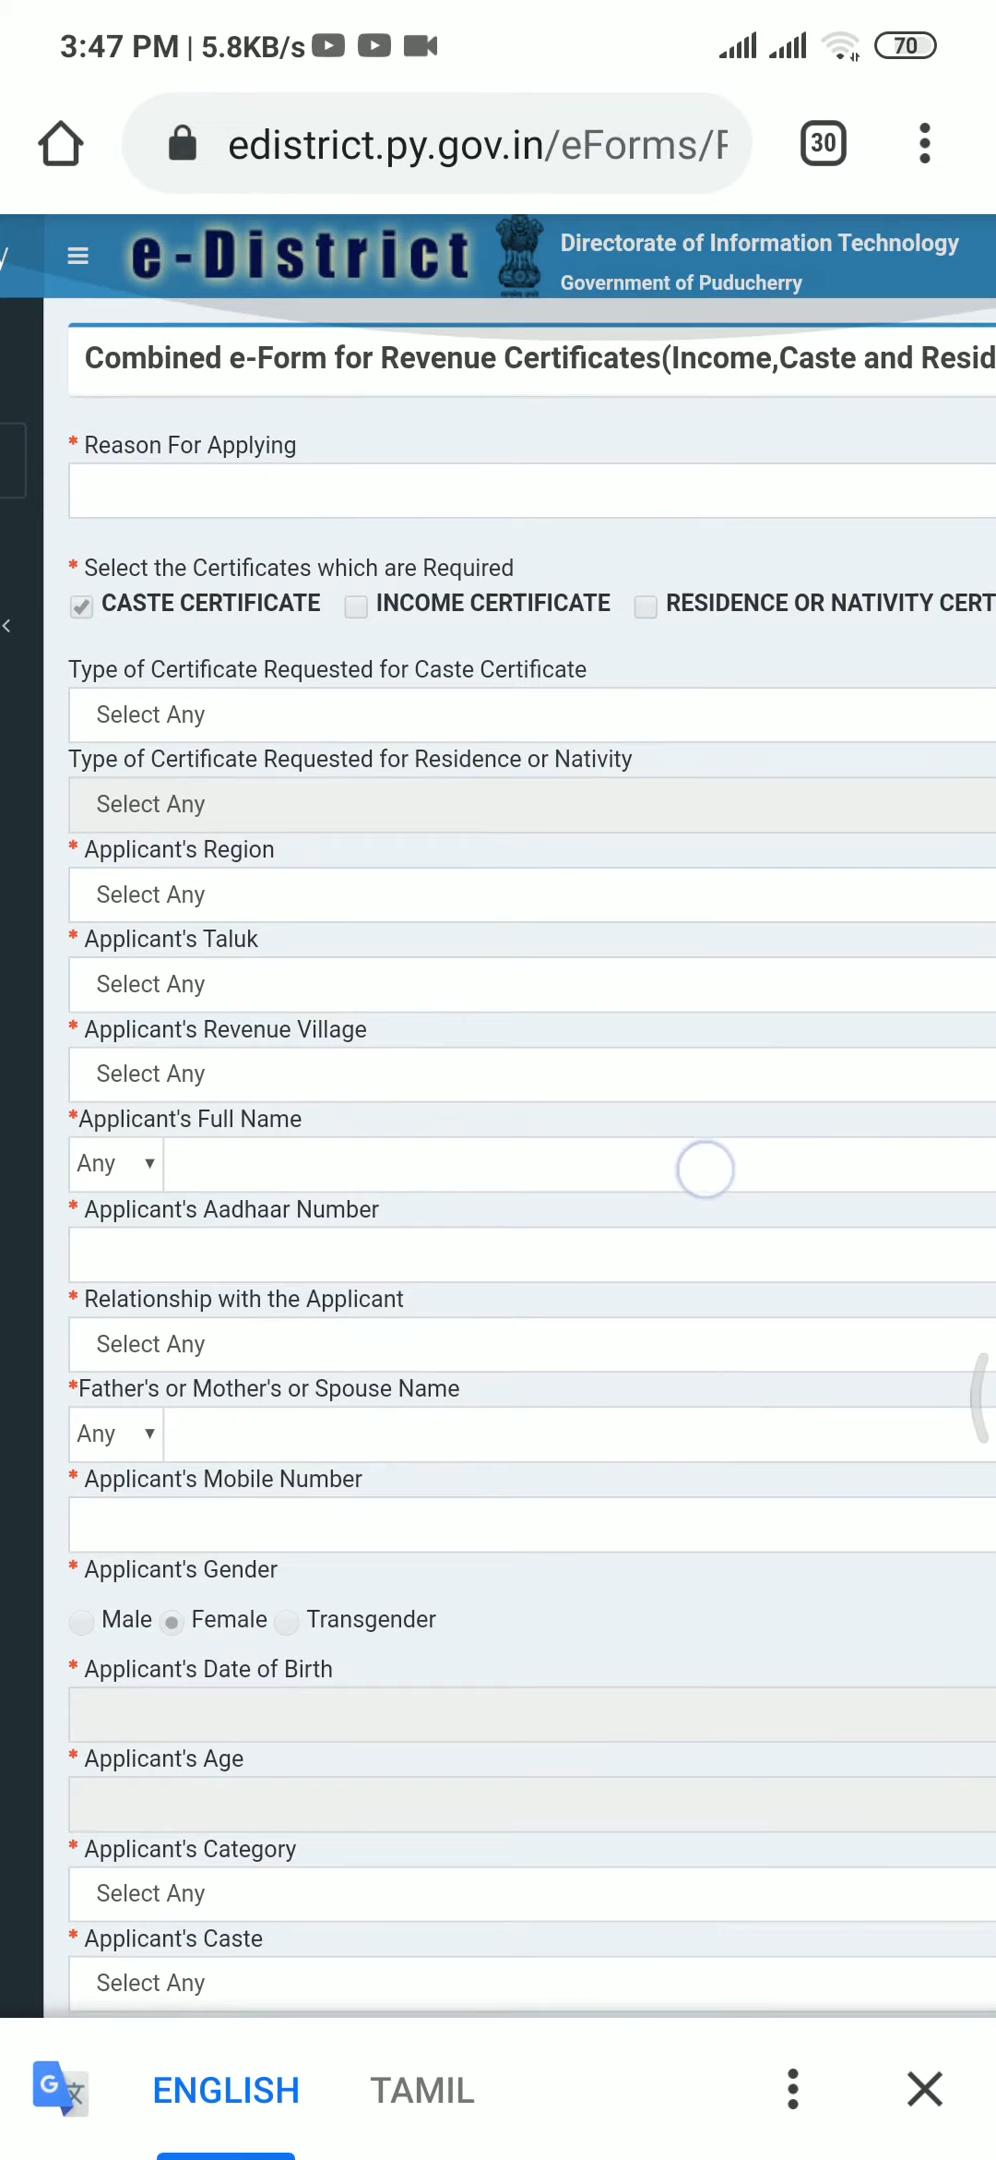 3:47 PM | 5.8KB/s
70
edistrict.py.gov.in/eForms/F
30
y
e-District
Directorate of Information Technology
Government of Puducherry
Combined e-Form for Revenue Certificates(Income,Caste and Resid
* Reason For Applying
* Select the Certificates which are Required
CASTE CERTIFICATE INCOME CERTIFICATE RESIDENCE OR NATIVITY CERT
Type of Certificate Requested for Caste Certificate
Select Any
Type of Certificate Requested for Residence or Nativity
Select Any
* Applicant's Region
Select Any
* Applicant's Taluk
Select Any
* Applicant's Revenue Village
Select Any
*Applicant's Full Name
Any
* Applicant's Aadhaar Number
* Relationship with the Applicant
Select Any
*Father's or Mother's or Spouse Name
Any
* Applicant's Mobile Number
* Applicant's Gender
Male Female Transgender
* Applicant's Date of Birth
* Applicant's Age
* Applicant's Category
Select Any
* Applicant's Caste
Select Any
G ENGLISH TAMIL